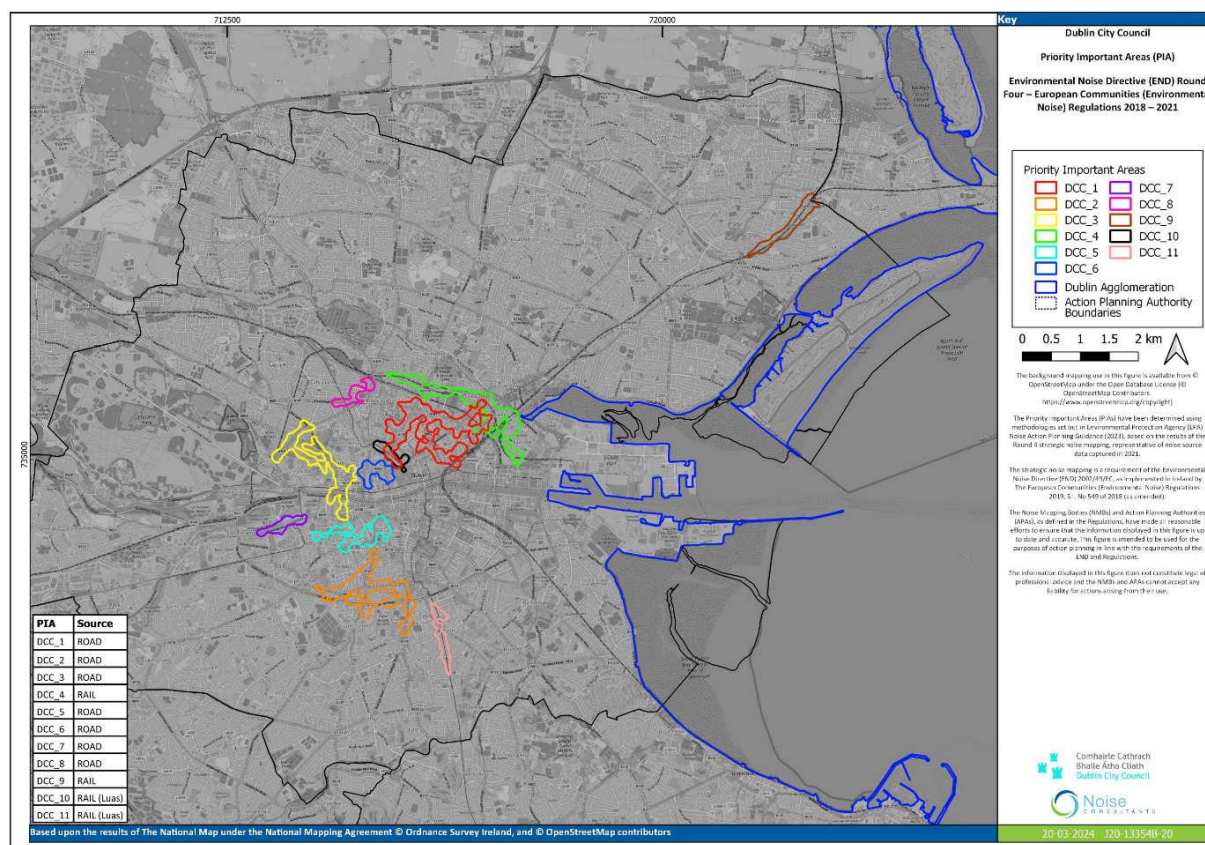 712500
720000
735000
Key
Dublin City Council
Priority Important Areas (PIA)
Environmental Noise Directive (END) Round
Four – European Communities (Environmental
Noise) Regulations 2018 – 2021
Priority Important Areas
DCC_1 DCC_7
DCC_2 DCC_8
DCC_3 DCC_9
DCC_4 DCC_10
DCC_5 DCC_11
DCC_6
Dublin Agglomeration
Action Planning Authority
Boundaries
0 0.5 1 1.5 2 km
The background mapping use in this figure is available from ©
OpenStreetMap under the Open Database License (©
OpenStreetMap Contributors.
https://www.openstreetmap.org/copyright)
The Priority Important Areas (PIAs) have been determined using
methodologies set out in Environmental Protection Agency (EPA)
Noise Action Planning Guidance (2023), based on the results of the
Round 4 strategic noise mapping, representative of noise source
data captured in 2021.
The strategic noise mapping is a requirement of the Environmental
Noise Directive (END) 2002/49/EC, as implemented in Ireland by
The European Communities (Environmental Noise) Regulations
2019, S.I. No 549 of 2018 (as amended).
The Noise Mapping Bodies (NMBs) and Action Planning Authorities
(APAs), as defined in the Regulations, have made all reasonable
efforts to ensure that the information displayed in this figure is up
to date and accurate. This figure is intended to be used for the
purposes of action planning in line with the requirements of the
END and Regulations.
The information displayed in this figure does not constitute legal or
professional advice and the NMBs and APAs cannot accept any
liability for actions arising from their use.
PIA Source
DCC_1 ROAD
DCC_2 ROAD
DCC_3 ROAD
DCC_4 RAIL
DCC_5 ROAD
DCC_6 ROAD
DCC_7 ROAD
DCC_8 ROAD
DCC_9 RAIL
DCC_10 RAIL (Luas)
DCC_11 RAIL (Luas)
Comhairle Cathrach
Bhaile Átha Cliath
Dublin City Council
Noise
CONSULTANTS
Based upon the results of The National Map under the National Mapping Agreement © Ordnance Survey Ireland, and © OpenStreetMap contributors
20-03-2024 J20-13354B-20